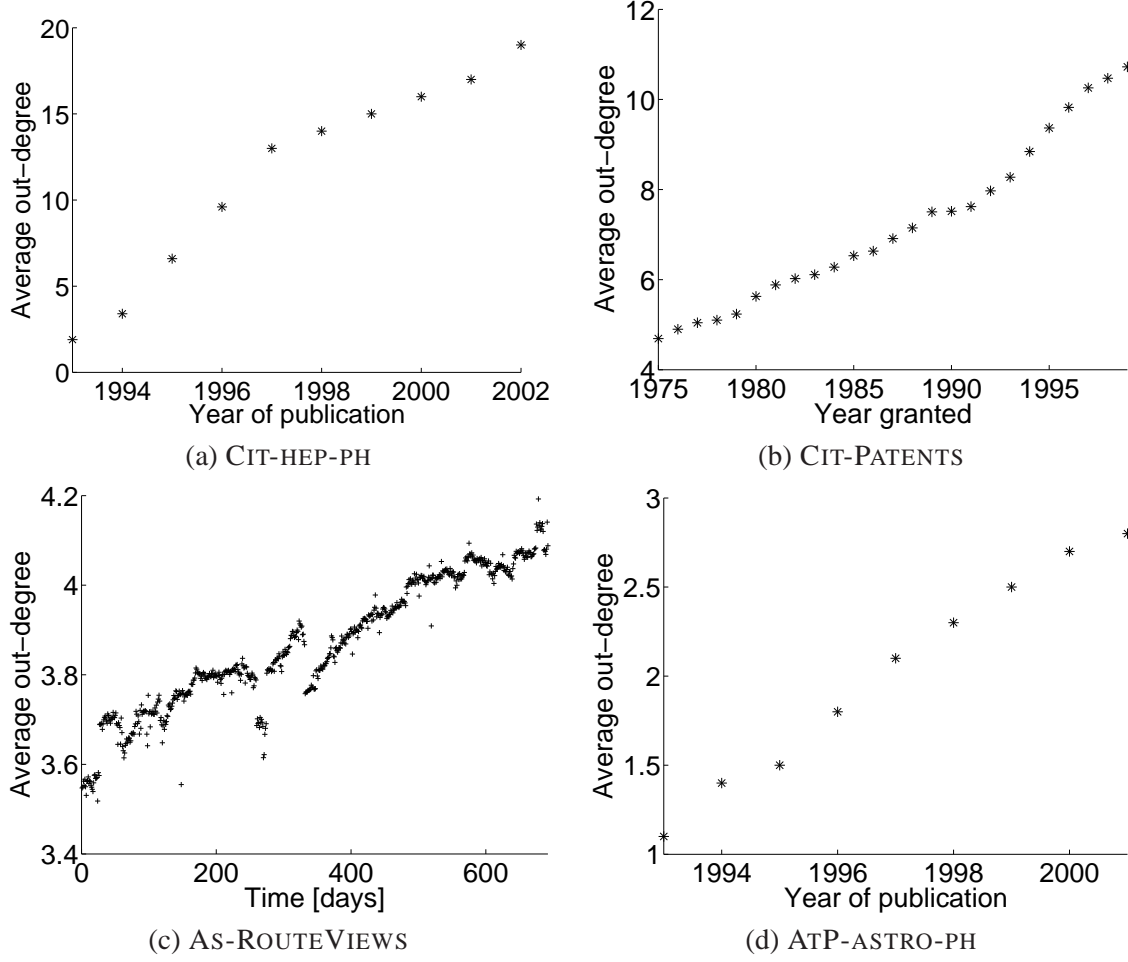 20
15
10
5
0
1994 1996 1998 2000 2002
Average out-degree
Year of publication
(a) CIT-HEP-PH
12
10
8
6
4
1975 1980 1985 1990 1995
Average out-degree
Year granted
(b) CIT-PATENTS
4.2
4
3.8
3.6
3.4
0 200 400 600
Average out-degree
Time [days]
(c) AS-ROUTEVIEWS
3
2.5
2
1.5
1
1994 1996 1998 2000
Average out-degree
Year of publication
(d) ATP-ASTRO-PH